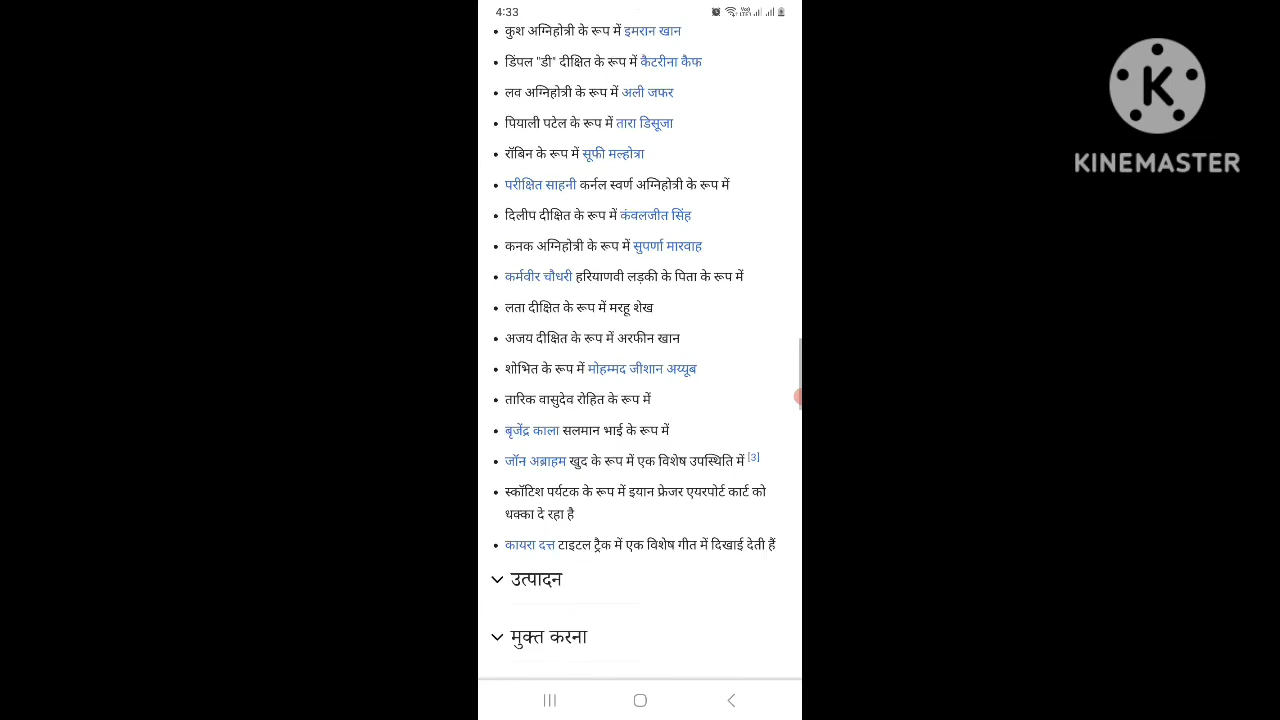 4:33
कुश अग्निहोत्री के रूप में इमरान खान
डिंपल "डी" दीक्षित के रूप में कैटरीना कैफ
लव अग्निहोत्री के रूप में अली जफर
पियाली पटेल के रूप में तारा डिसूजा
रॉबिन के रूप में सूफी मल्होत्रा
परीक्षित साहनी कर्नल स्वर्ण अग्निहोत्री के रूप में
दिलीप दीक्षित के रूप में कंवलजीत सिंह
कनक अग्निहोत्री के रूप में सुपर्णा मारवाह
कर्मवीर चौधरी हरियाणवी लड़की के पिता के रूप में
लता दीक्षित के रूप में मरहू शेख
अजय दीक्षित के रूप में अरफीन खान
शोभित के रूप में मोहम्मद जीशान अय्यूब
तारिक वासुदेव रोहित के रूप में
बृजेंद्र काला सलमान भाई के रूप में
जॉन अब्राहम खुद के रूप में एक विशेष उपस्थिति में [3]
स्कॉटिश पर्यटक के रूप में इयान फ्रेजर एयरपोर्ट कार्ट को
धक्का दे रहा है
कायरा दत्त टाइटल ट्रैक में एक विशेष गीत में दिखाई देती हैं
उत्पादन
मुक्त करना
K
KINEMASTER